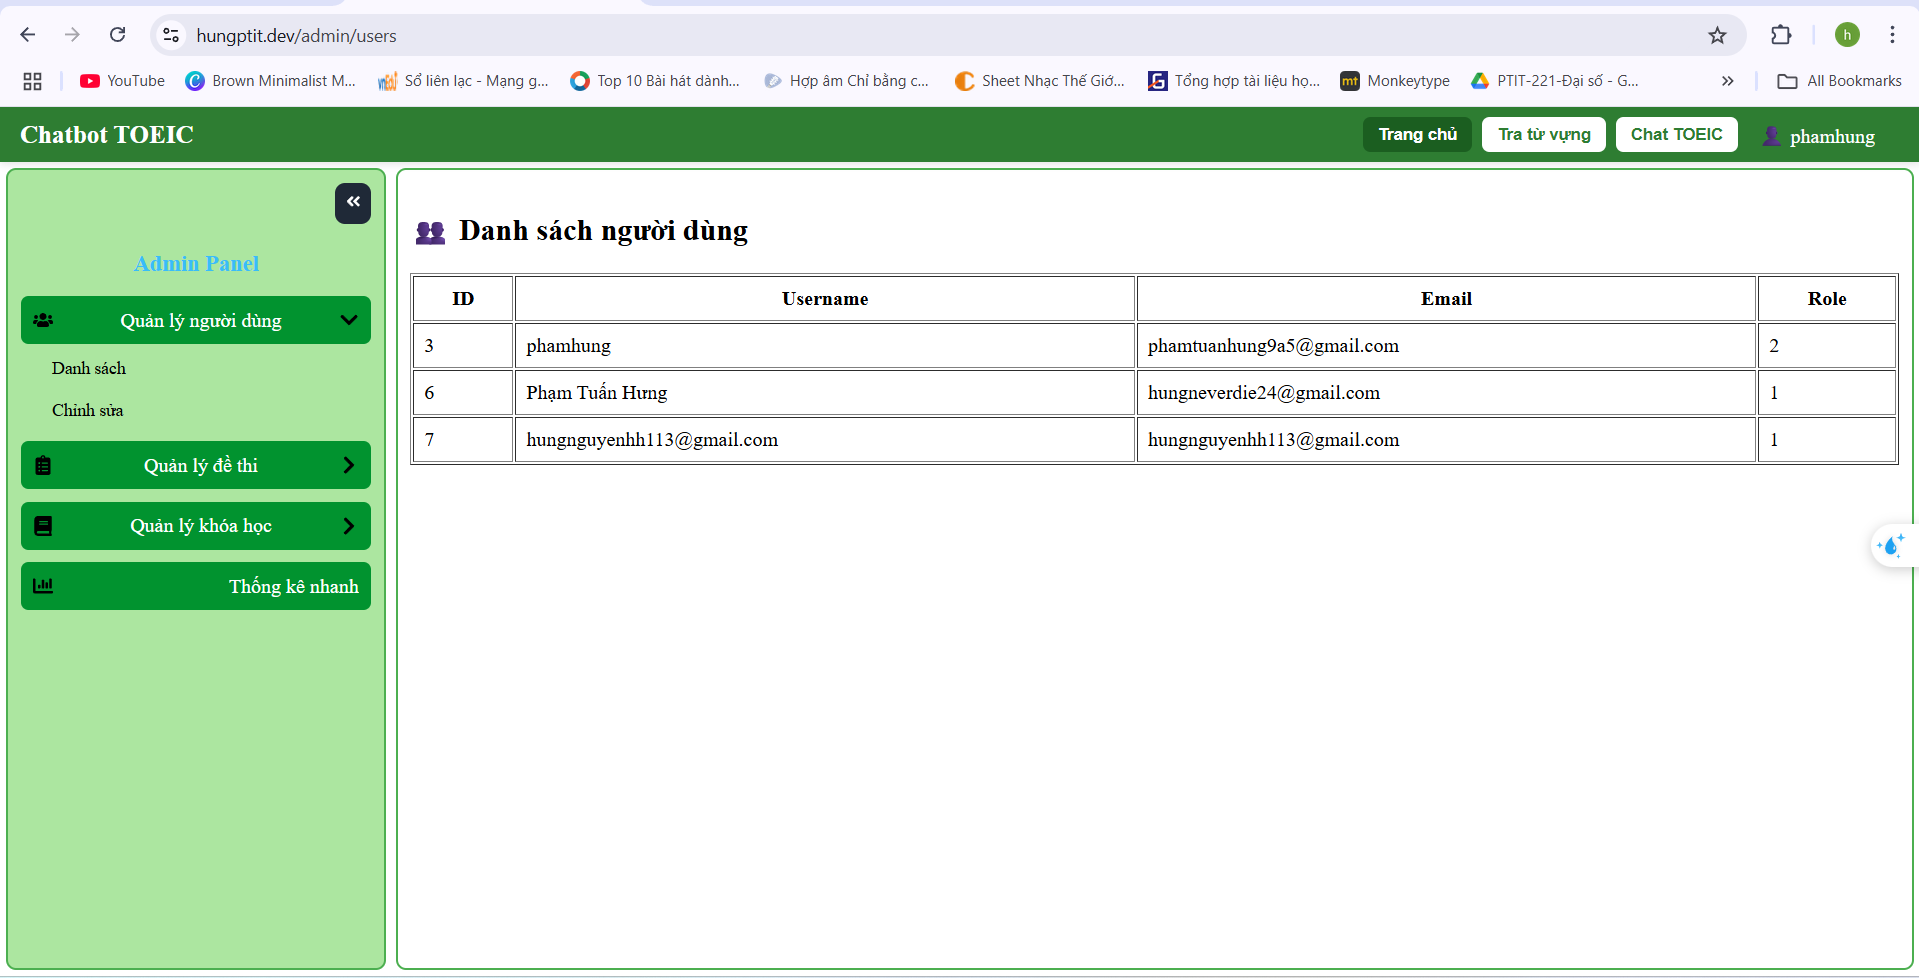 hungptit.dev/admin/users
h
YouTube
Brown Minimalist M...
Sổ liên lạc - Mạng g...
Top 10 Bài hát dành...
Hợp âm Chỉ bằng c...
Sheet Nhạc Thế Giớ...
Tổng hợp tài liệu họ...
mt
Monkeytype
PTIT-221-Đại số - G...
All Bookmarks
Chatbot TOEIC
Trang chủ
Tra từ vựng
Chat TOEIC
phamhung
Admin Panel
Quản lý người dùng
Danh sách
Chỉnh sửa
Quản lý đề thi
Quản lý khóa học
Thống kê nhanh
Danh sách người dùng
ID Username Email Role
3 phamhung phamtuanhung9a5@gmail.com 2
6 Phạm Tuấn Hưng hungneverdie24@gmail.com 1
7 hungnguyenhh113@gmail.com hungnguyenhh113@gmail.com 1